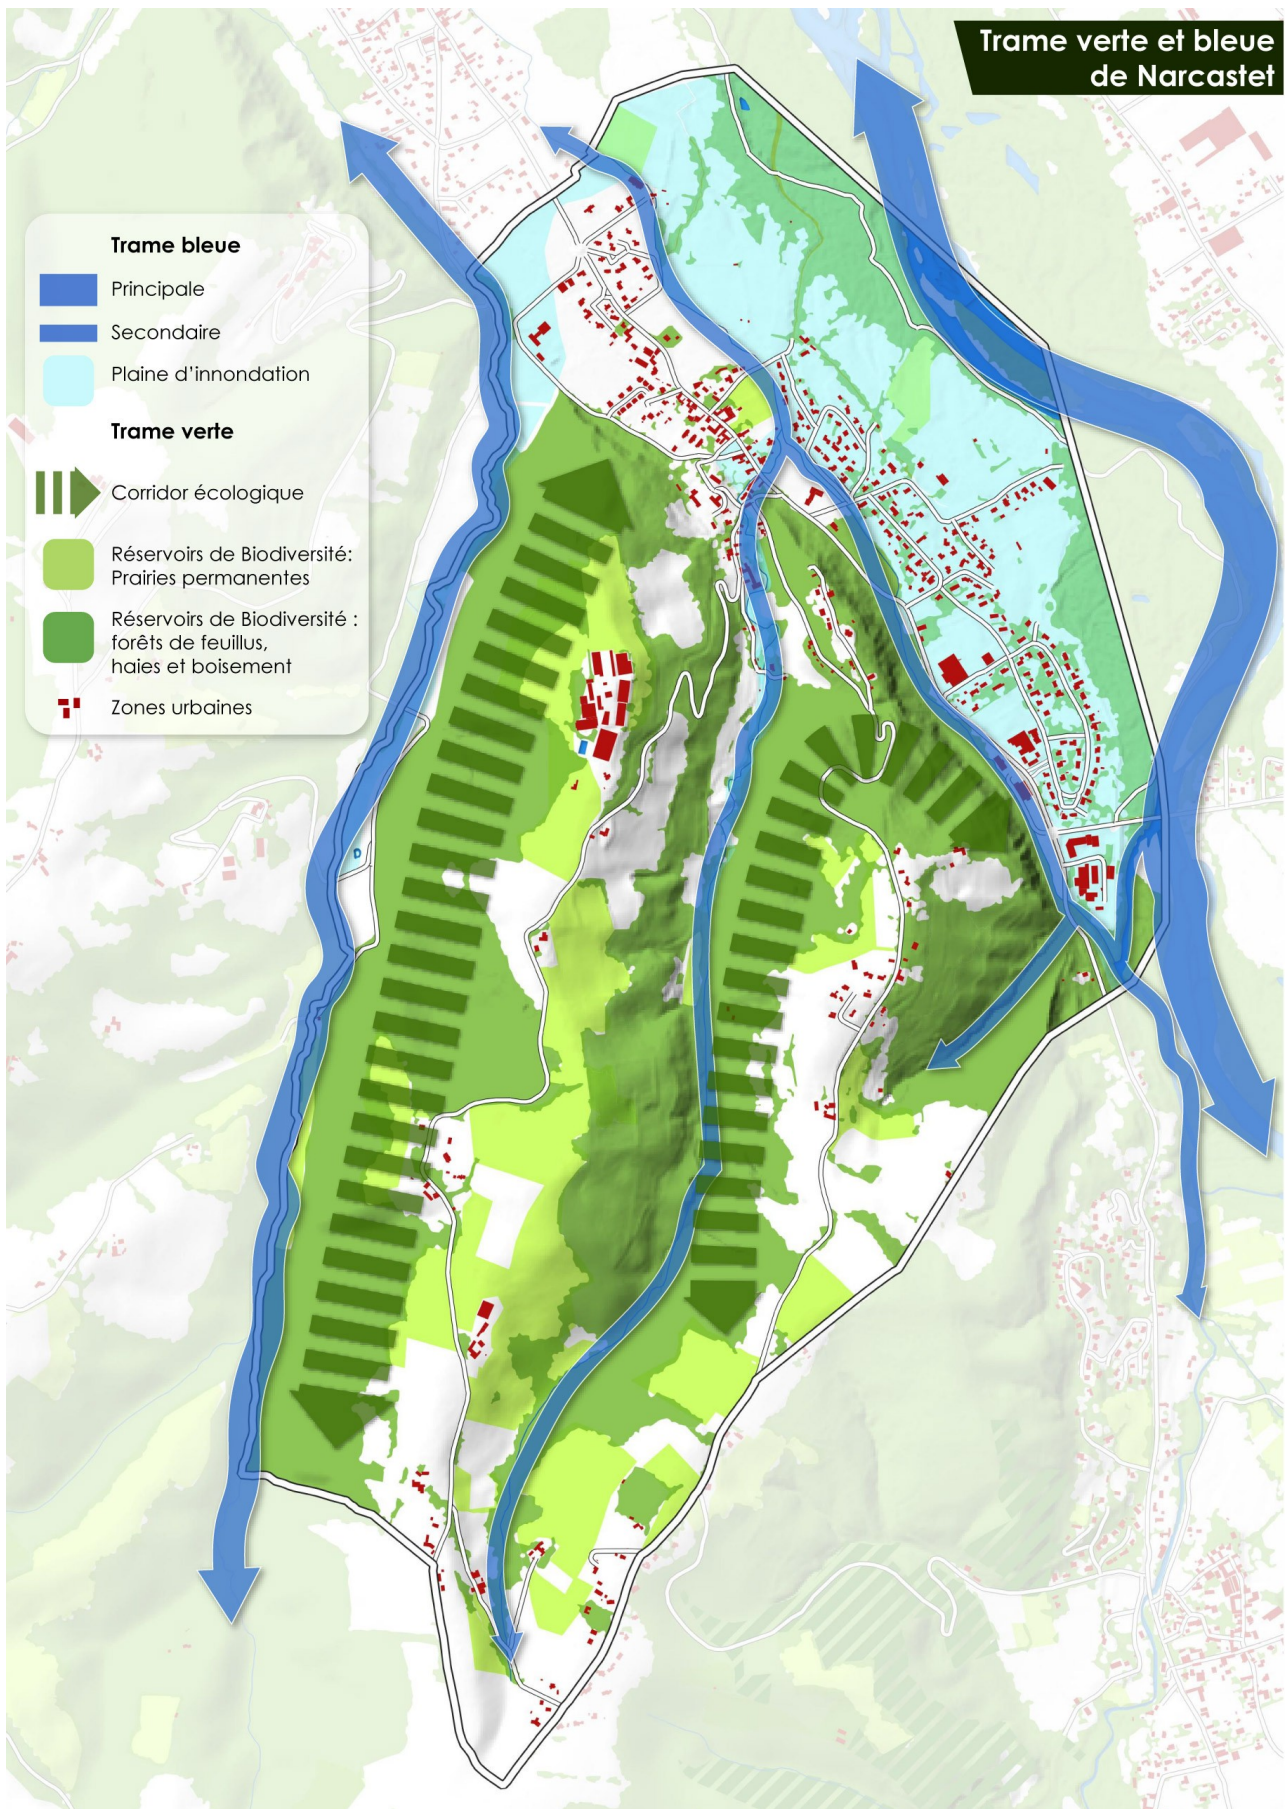 Trame verte et bleue
de Narcastet
Trame bleue
Principale
Secondaire
Plaine d'innondation
Trame verte
Corridor écologique
Réservoirs de Biodiversité:
Prairies permanentes
Réservoirs de Biodiversité :
forêts de feuillus,
haies et boisement
Zones urbaines